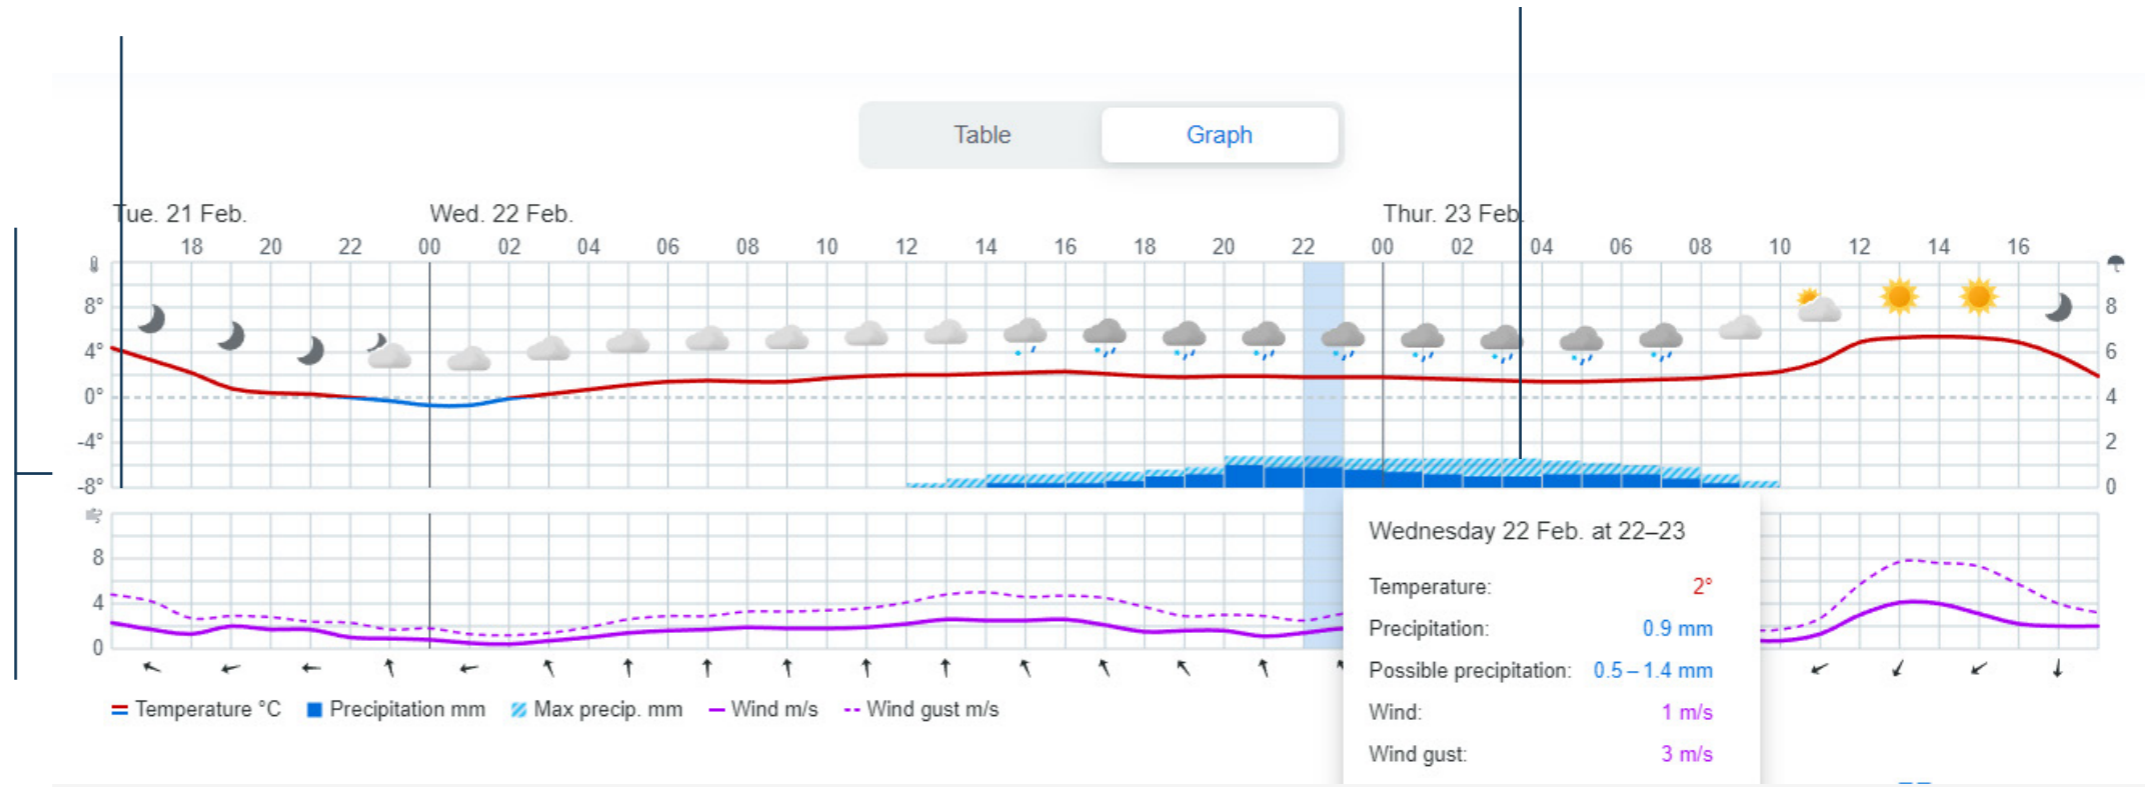 Table Graph
Tue. 21 Feb. Wed. 22 Feb. Thur. 23 Feb.
18 20 22 00 02 04 06 08 10 12 14 16 18 20 22 00 02 04 06 08 10 12 14 16
8° 8
4° 6
0° 4
-4° 2
-8° 0
8
4
0
Wednesday 22 Feb. at 22–23
Temperature: 2°
Precipitation: 0.9 mm
Possible precipitation: 0.5 – 1.4 mm
Wind: 1 m/s
Wind gust: 3 m/s
Temperature °C Precipitation mm Max precip. mm Wind m/s Wind gust m/s